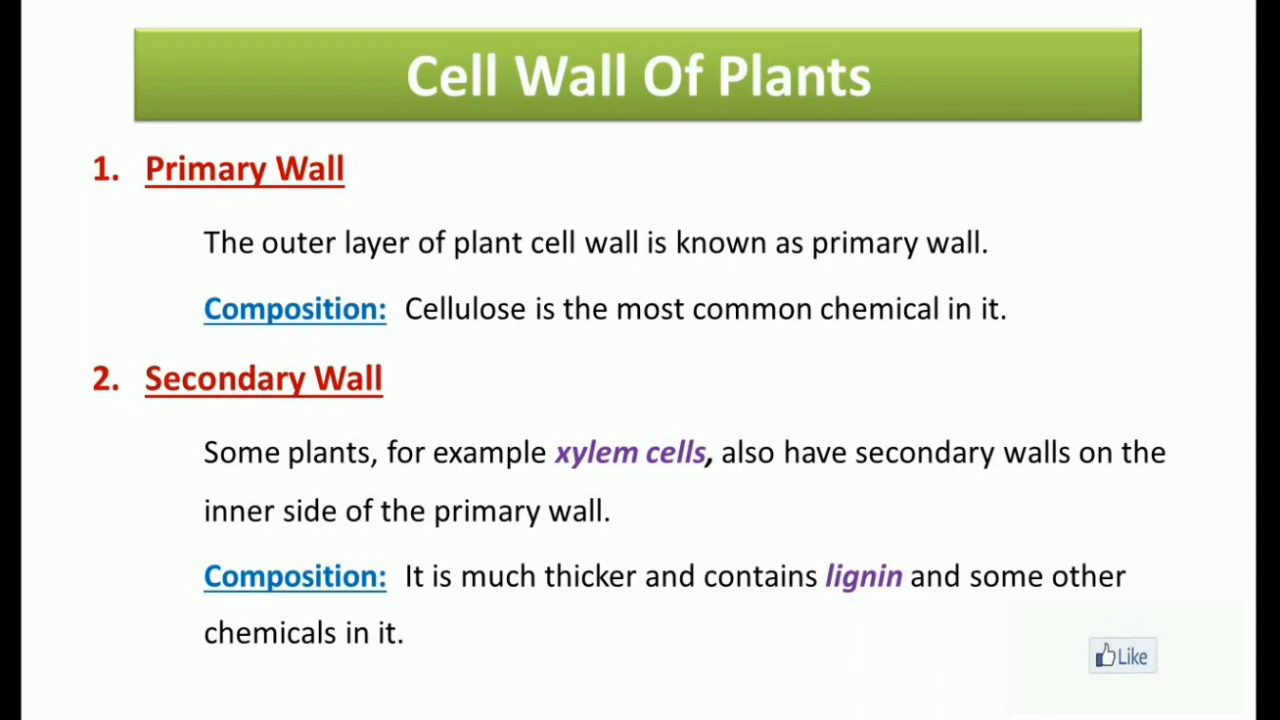 Cell Wall Of Plants
1. Primary Wall
The outer layer of plant cell wall is known as primary wall.
Composition: Cellulose is the most common chemical in it.
2. Secondary Wall
Some plants, for example xylem cells, also have secondary walls on the
inner side of the primary wall.
Composition: It is much thicker and contains lignin and some other
chemicals in it.
Like